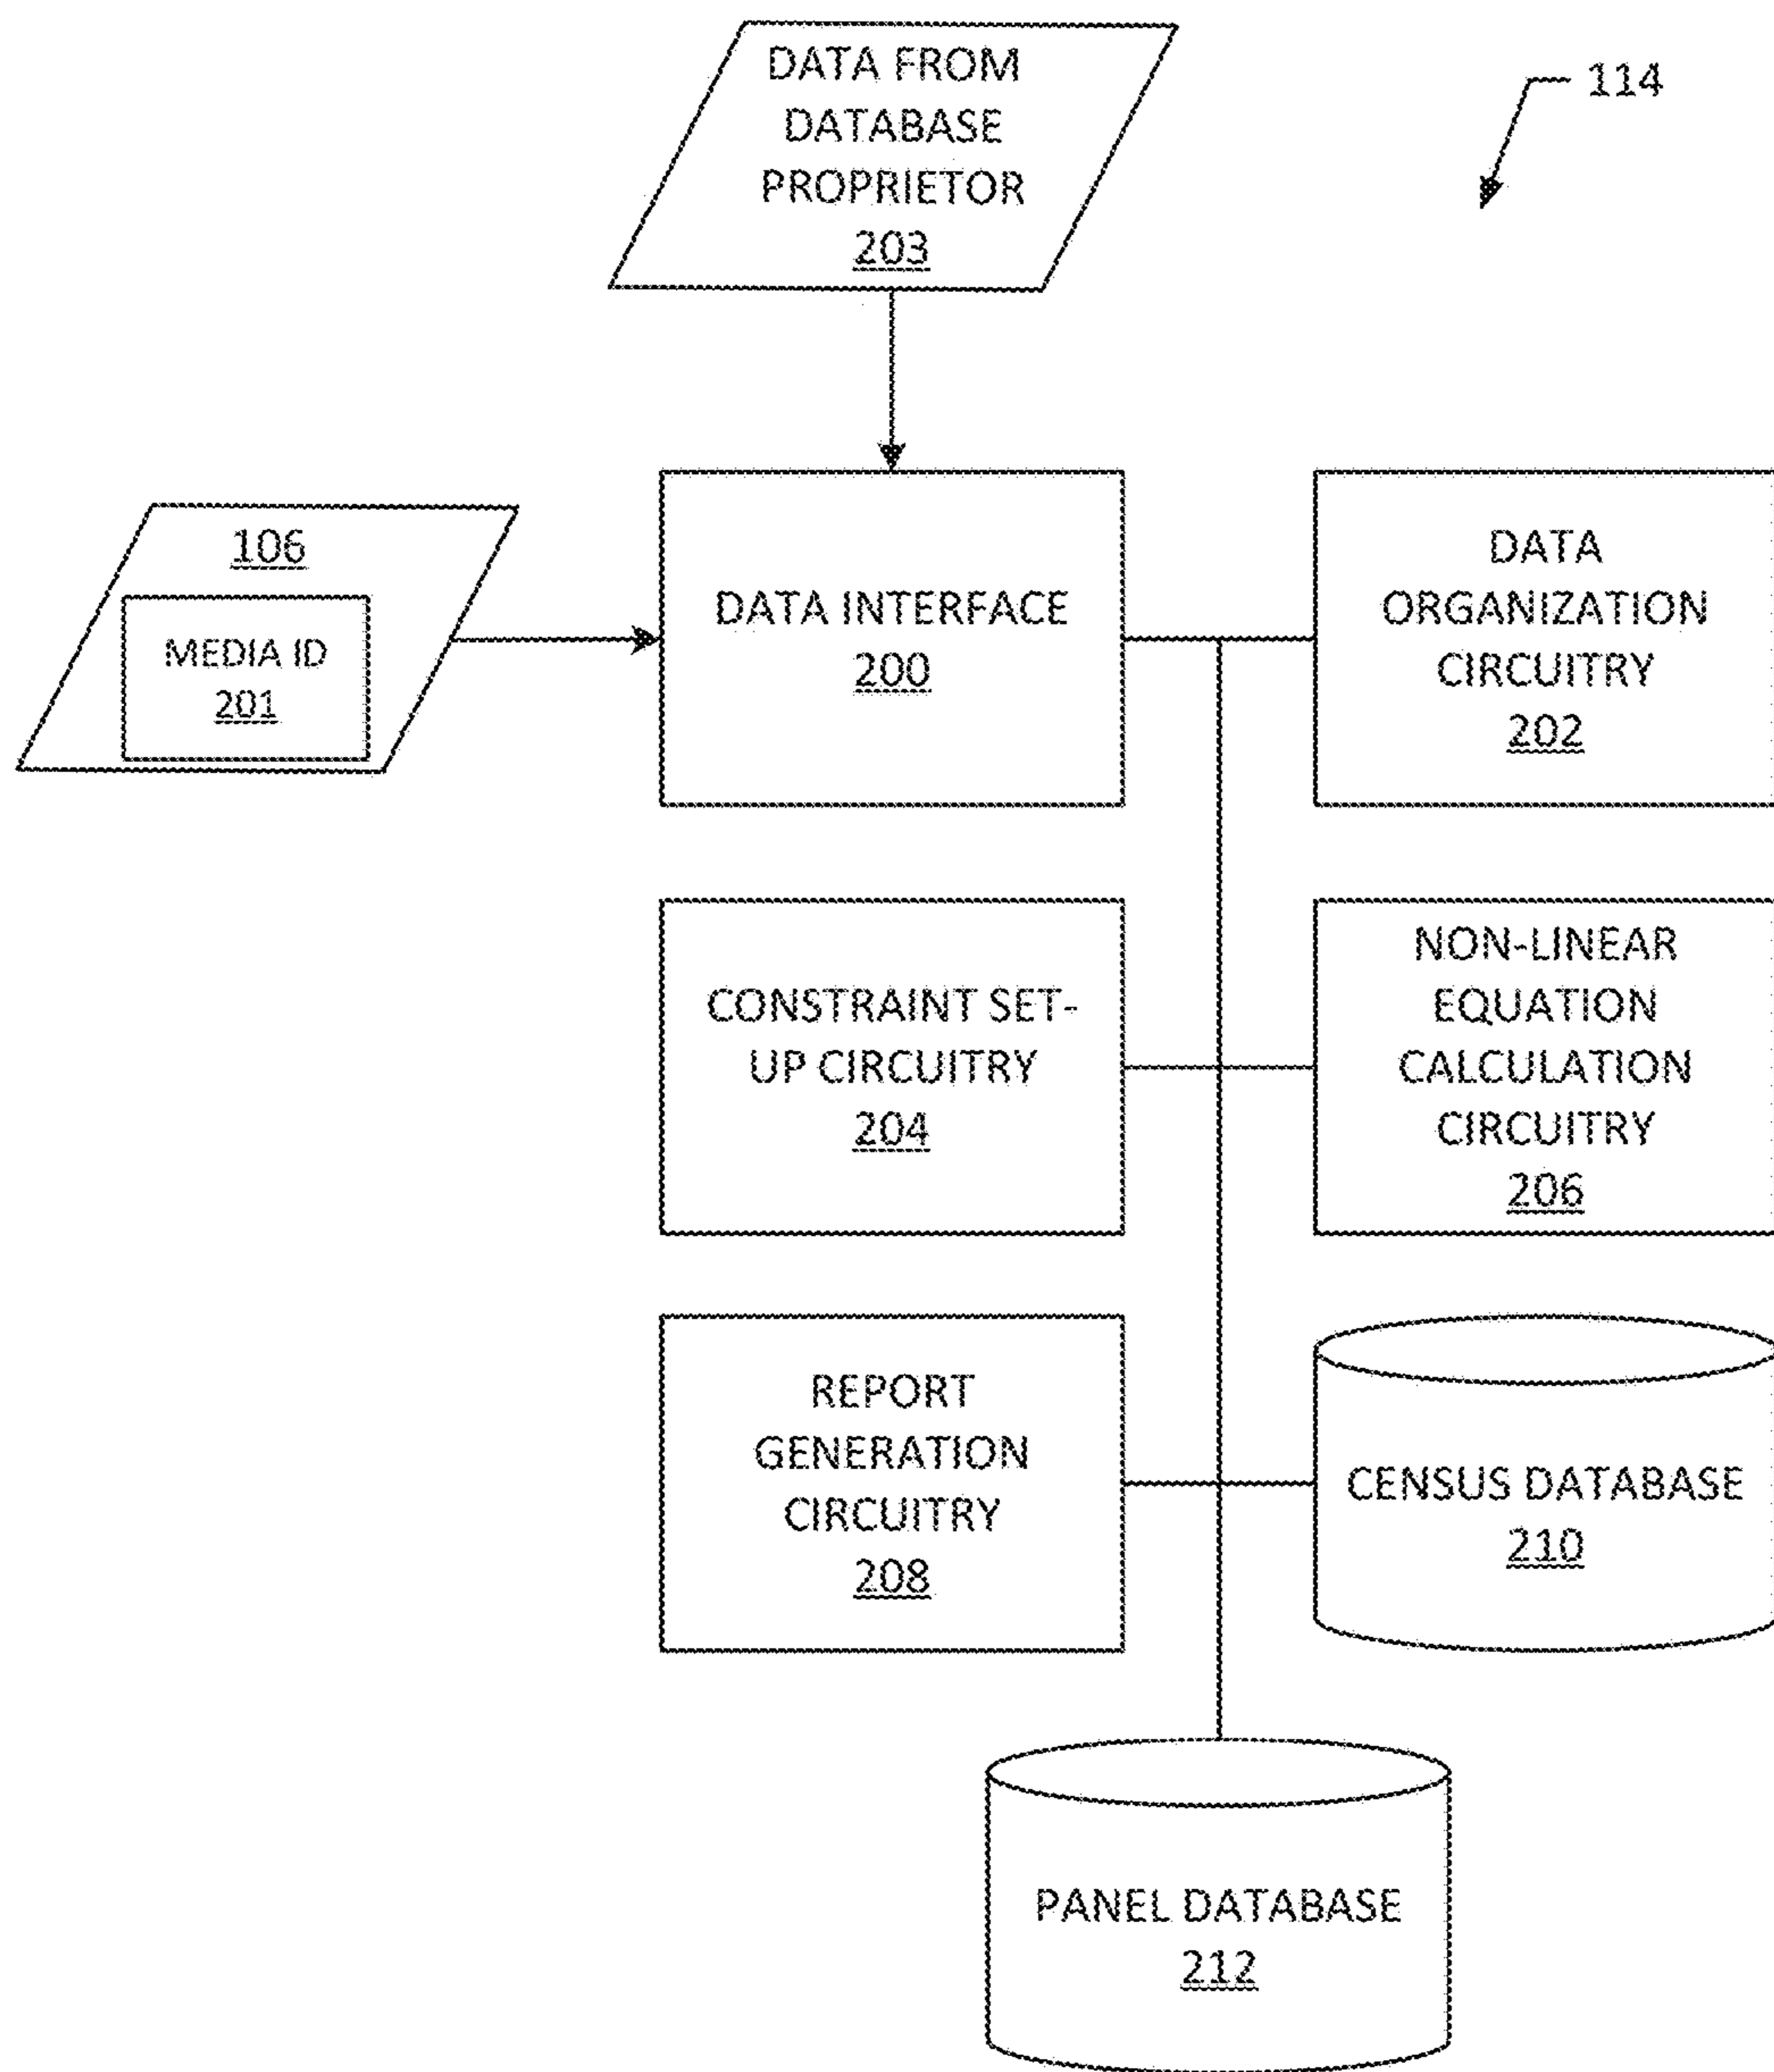 DATA FROM
DATABASE
PROPRIETOR
203
114
106
MEDIA ID
201
DATA INTERFACE
200
DATA
ORGANIZATION
CIRCUITRY
202
CONSTRAINT SET-
UP CIRCUITRY
204
NON-LINEAR
EQUATION
CALCULATION
CIRCUITRY
206
REPORT
GENERATION
CIRCUITRY
208
CENSUS DATABASE
210
PANEL DATABASE
212